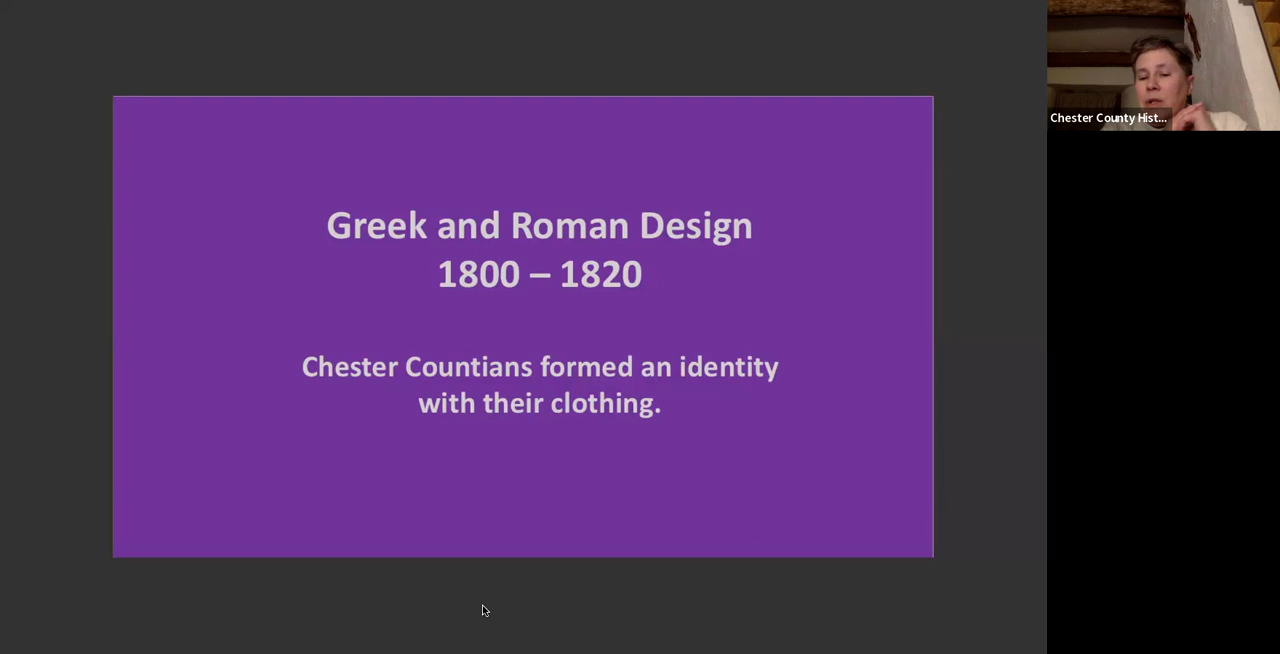 Greek and Roman Design
1800 – 1820
Chester Countians formed an identity
with their clothing.
Chester County Hist...